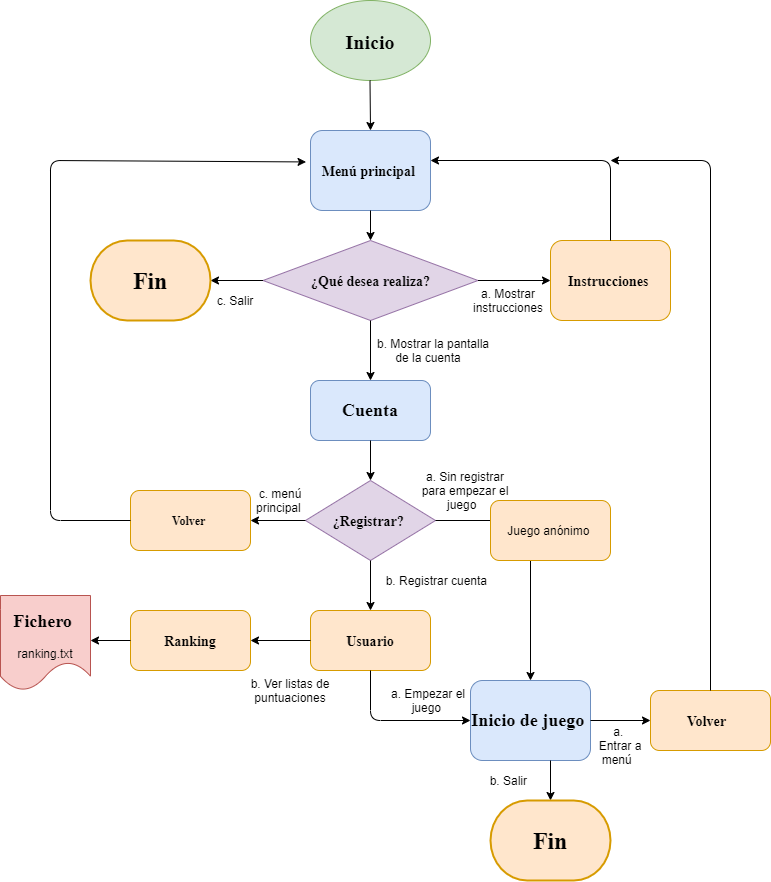 Inicio
Menú principal
Fin
¿Qué desea realiza?
Instrucciones
c. Salir
a. Mostrar
instrucciones
b. Mostrar la pantalla
de la cuenta
Cuenta
a. Sin registrar
para empezar el
juego
c. menú
principal
Volver
¿Registrar?
Juego anónimo
b. Registrar cuenta
Fichero
ranking.txt
Ranking
Usuario
b. Ver listas de
puntuaciones
a. Empezar el
juego
Inicio de juego
Volver
a.
Entrar a
menú
b. Salir
Fin